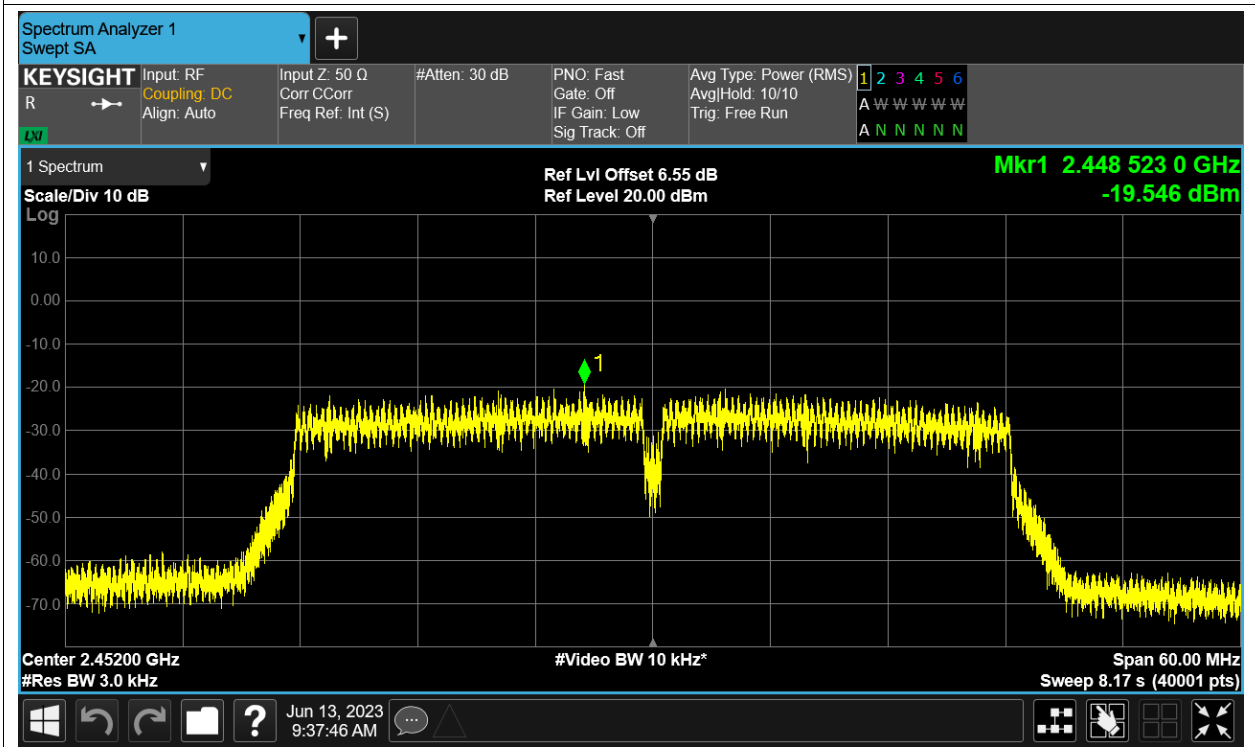 Spectrum Analyzer 1
Swept SA
▼
+
KEYSIGHT
R
LXI
Input: RF
Coupling: DC
Align: Auto
Input Z: 50 Ω
Corr CCorr
Freq Ref: Int (S)
#Atten: 30 dB
PNO: Fast
Gate: Off
IF Gain: Low
Sig Track: Off
Avg Type: Power (RMS)
Avg|Hold: 10/10
Trig: Free Run
1 2 3 4 5 6
A W W W W W
A N N N N N
1 Spectrum
Scale/Div 10 dB
Log
Ref Lvl Offset 6.55 dB
Ref Level 20.00 dBm
Mkr1 2.448 523 0 GHz
-19.546 dBm
10.0
0.00
-10.0
1
-20.0
-30.0
-40.0
-50.0
-60.0
-70.0
Center 2.45200 GHz
#Res BW 3.0 kHz
#Video BW 10 kHz*
Span 60.00 MHz
Sweep 8.17 s (40001 pts)
?
Jun 13, 2023
9:37:46 AM